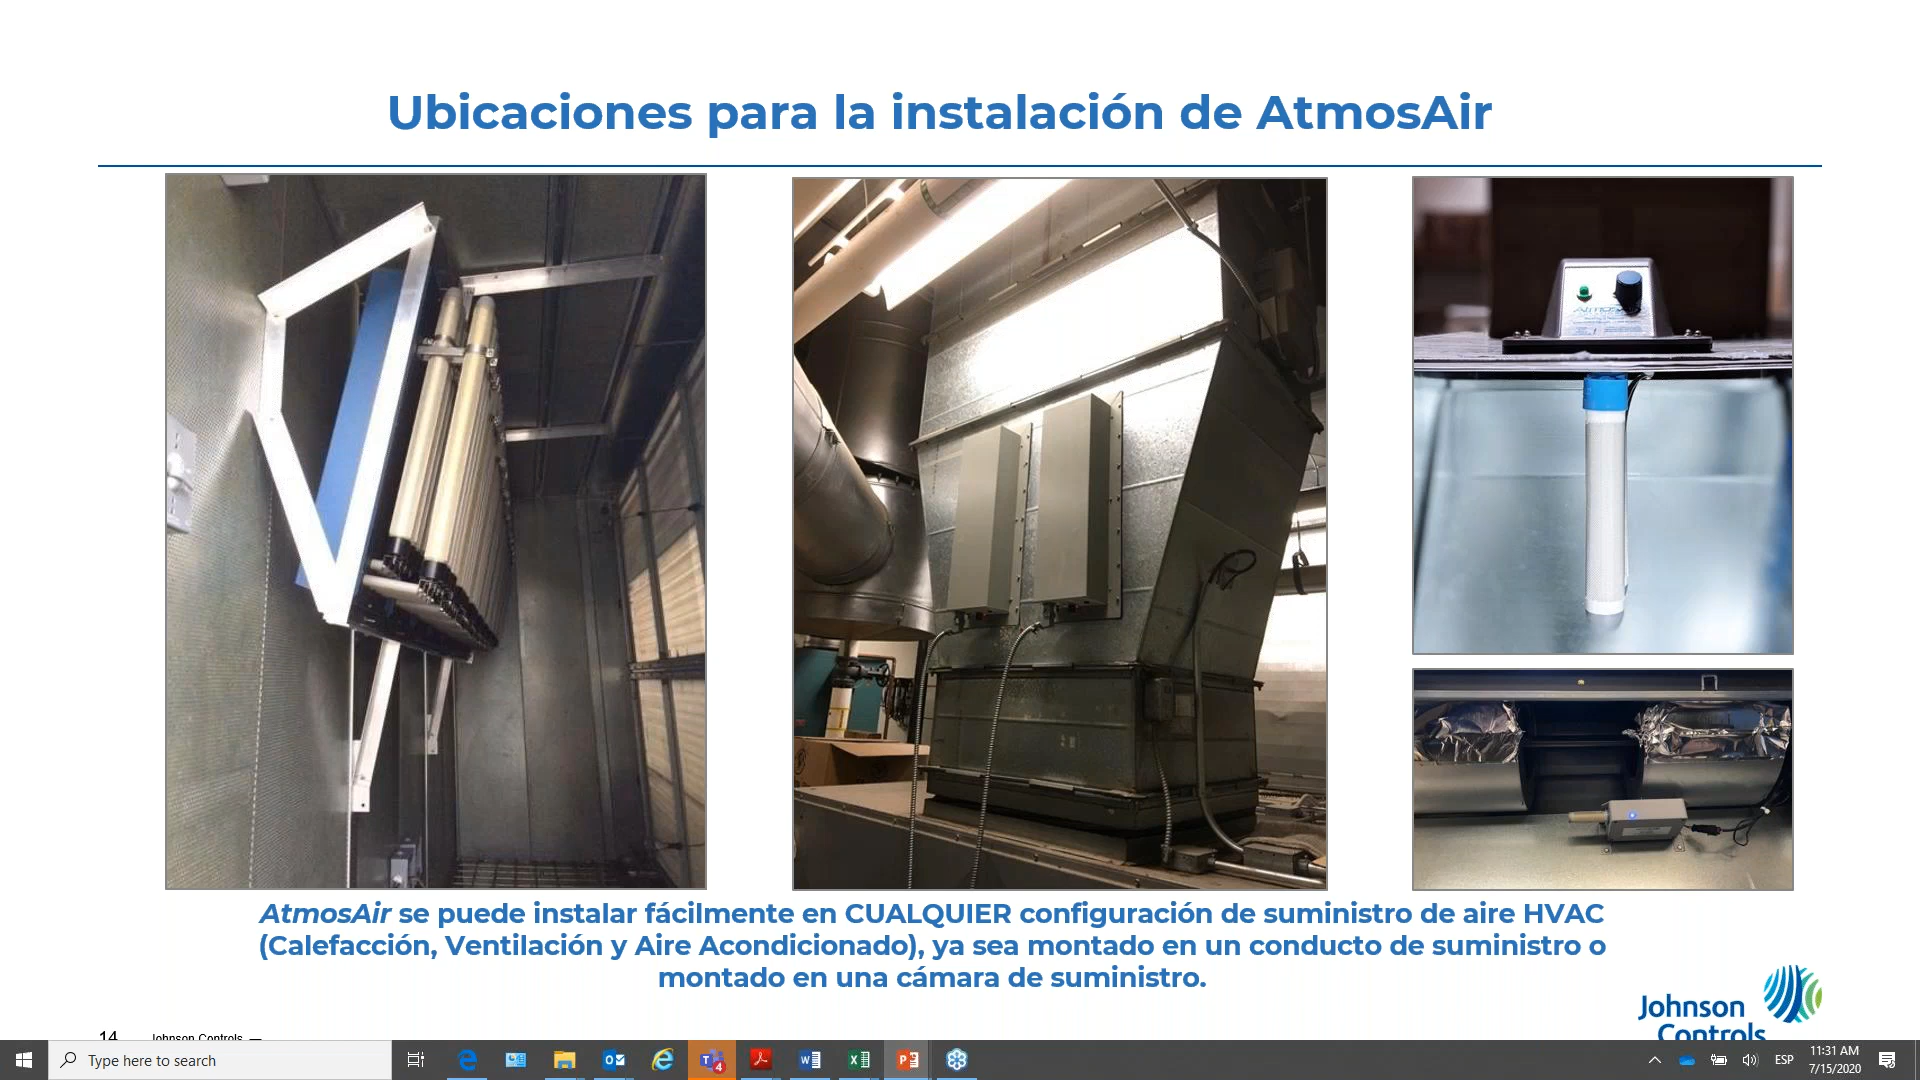 Ubicaciones para la instalación de AtmosAir
AtmosAir se puede instalar fácilmente en CUALQUIER configuración de suministro de aire HVAC
(Calefacción, Ventilación y Aire Acondicionado), ya sea montado en un conducto de suministro o
montado en una cámara de suministro.
Johnson
Controls
14
Johnson Controls —
Type here to search
4
ESP
11:31 AM
7/15/2020